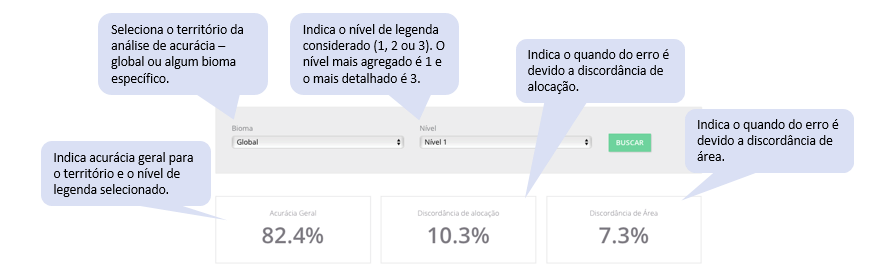 Seleciona o território da
análise de acurácia –
global ou algum bioma
específico.
Indica o nível de legenda
considerado (1, 2 ou 3). O
nível mais agregado é 1 e
o mais detalhado é 3.
Indica o quando do erro é
devido a discordância de
alocação.
Indica o quando do erro é
devido a discordância de
área.
Indica acurácia geral para
o território e o nível de
legenda selecionado.
Bioma
Global
Nível
Nível 1
BUSCAR
Acurácia Geral
82.4%
Discordância de alocação
10.3%
Discordância de Área
7.3%